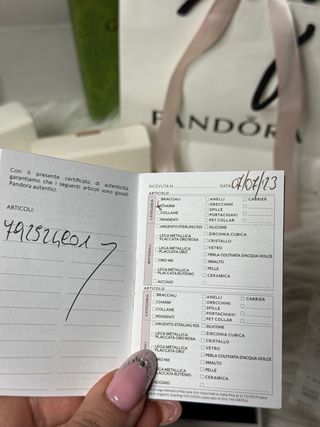 PANDORA
Con il presente certificato di autenticità,
garantiamo che i seguenti articoli sono gioielli
Pandora autentici.
ARTICOLI:
792524C01
RICEVUTA N.
DATA 07/07/23
CATEGORIA
BRACCIALI
ANELLI
CARRIER
CHARM
ORECCHINI
COLLANE
SPILLE
PORTACHIAVI
PENDENTI
PET COLLAR
MATERIALI
ARGENTO STERLING 925
SILICONE
ZIRCONIA CUBICA
LEGA METALLICA
PLACCATA ORO ROSA
CRISTALLO
LEGA METALLICA
PLACCATA ORO
VETRO
PERLA COLTIVATA D'ACQUA DOLCE
ORO 14K
SMALTO
LEGA METALLICA
PLACCATA RUTENIO
PELLE
CERAMICA
ACCIAIO
ARTICOLO
CATEGORIA
BRACCIALI
ANELLI
CARRIER
CHARM
ORECCHINI
COLLANE
SPILLE
PORTACHIAVI
PENDENTI
PET COLLAR
ARGENTO STERLING 925
SILICONE
ZIRCONIA CUBICA
LEGA METALLICA
PLACCATA ORO ROSA
CRISTALLO
LEGA METALLICA
PLACCATA ORO
VETRO
PERLA COLTIVATA D'ACQUA DOLCE
ORO 14K
SMALTO
LEGA METALLICA
PLACCATA RUTENIO
PELLE
CERAMICA
ACCIAIO